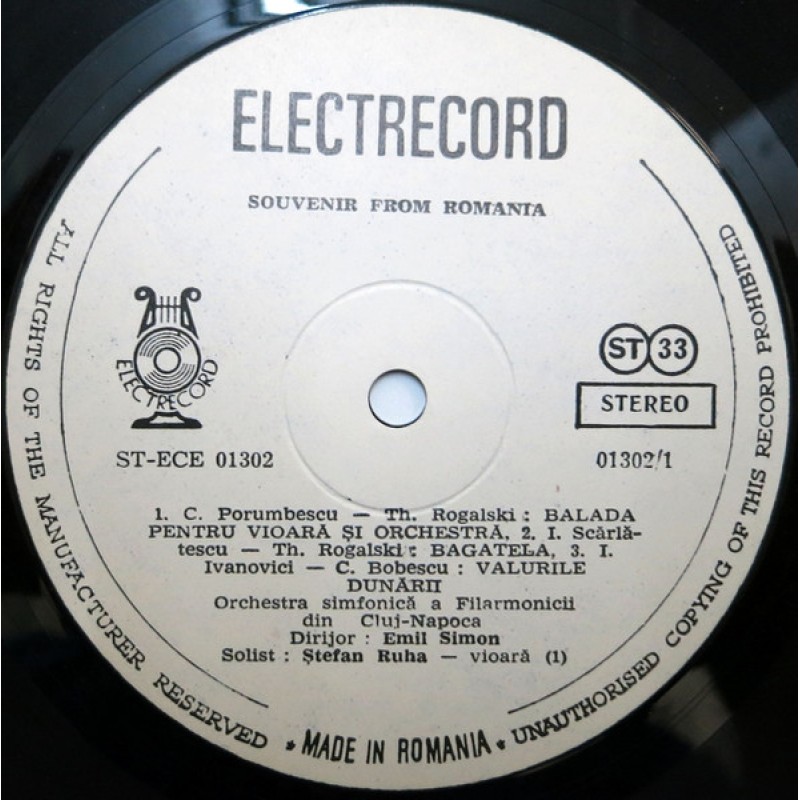 ELECTRECORD
SOUVENIR FROM ROMANIA
ELECTRECORD
ST 33
STEREO
ST-ECE 01302
01302/1
1. C. Porumbescu — Th. Rogalski : BALADA
PENTRU VIOARĂ ȘI ORCHESTRĂ, 2. I. Scărlă-
tescu — Th. Rogalski : BAGATELA, 3. I.
Ivanovici — C. Bobescu : VALURILE
DUNĂRII
Orchestra simfonică a Filarmonicii
din Cluj-Napoca
Dirijor : Emil Simon
Solist : Ștefan Ruha — vioară (1)
ALL RIGHTS OF THE MANUFACTURER RESERVED * MADE IN ROMANIA * UNAUTHORISED COPYING OF THIS RECORD PROHIBITED